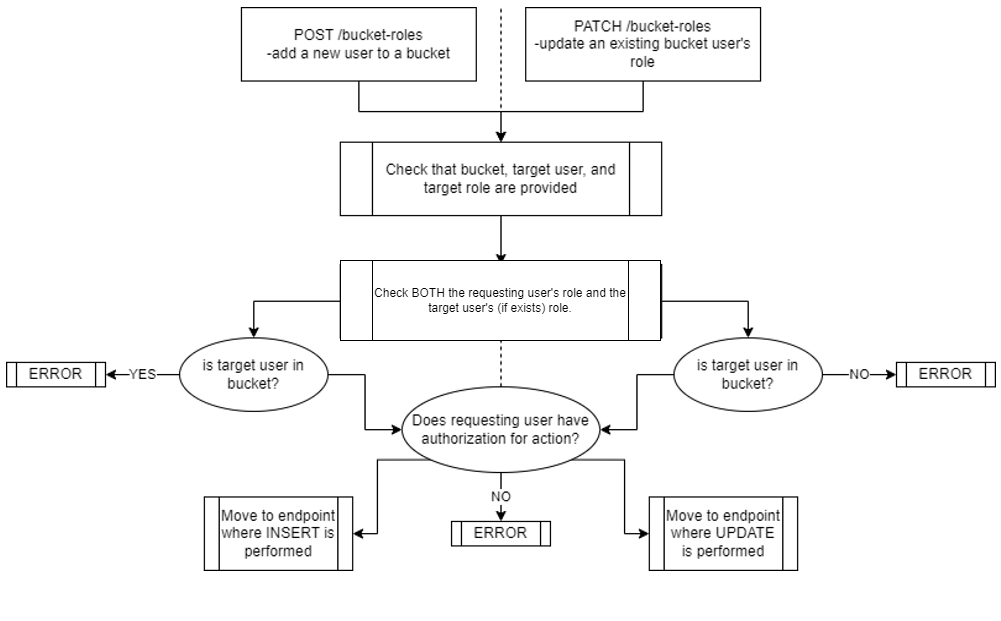 POST /bucket-roles
-add a new user to a bucket
PATCH /bucket-roles
-update an existing bucket user's
role
Check that bucket, target user, and
target role are provided
Check BOTH the requesting user's role and the
target user's (if exists) role.
ERROR
YES
is target user in
bucket?
is target user in
bucket?
NO
ERROR
Does requesting user have
authorization for action?
Move to endpoint
where INSERT is
performed
NO
ERROR
Move to endpoint
where UPDATE
is performed